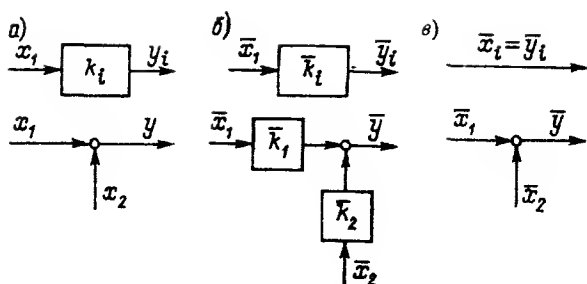 а) б) в)
x₁ kᵢ yᵢ x̄₁ k̄ᵢ ȳᵢ x̄ᵢ=ȳᵢ
x₁ y x̄₁ k̄₁ ȳ x̄₁ ȳ
x₂ k̄₂ x̄₂
x̄₂